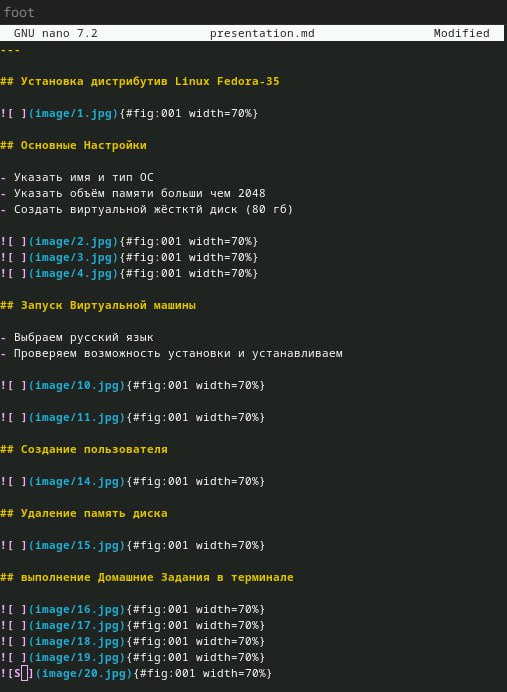 foot
GNU nano 7.2 presentation.md Modified
---
## Установка дистрибутив Linux Fedora-35
![ ](image/1.jpg){#fig:001 width=70%}
## Основные Настройки
- Указать имя и тип ОС
- Указать объём памяти больши чем 2048
- Создать виртуальной жёстктй диск (80 гб)
![ ](image/2.jpg){#fig:001 width=70%}
![ ](image/3.jpg){#fig:001 width=70%}
![ ](image/4.jpg){#fig:001 width=70%}
## Запуск Виртуальной машины
- Выбраем русский язык
- Проверяем возможность установки и устанавливаем
![ ](image/10.jpg){#fig:001 width=70%}
![ ](image/11.jpg){#fig:001 width=70%}
## Создание пользователя
![ ](image/14.jpg){#fig:001 width=70%}
## Удаление память диска
![ ](image/15.jpg){#fig:001 width=70%}
## выполнение Домашние Задания в терминале
![ ](image/16.jpg){#fig:001 width=70%}
![ ](image/17.jpg){#fig:001 width=70%}
![ ](image/18.jpg){#fig:001 width=70%}
![ ](image/19.jpg){#fig:001 width=70%}
![S ](image/20.jpg){#fig:001 width=70%}